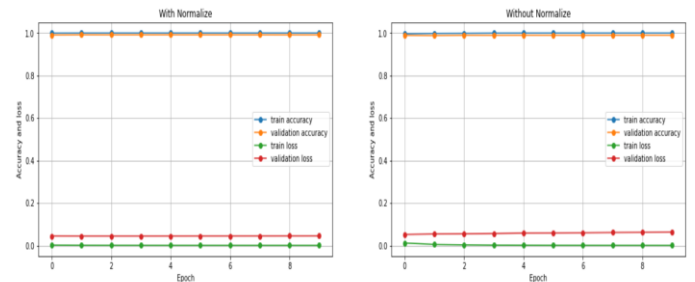 With Normalize
1.0
0.8
0.6
0.4
0.2
0.0
0 2 4 6 8
Accuracy and loss
Epoch
train accuracy
validation accuracy
train loss
validation loss
Without Normalize
1.0
0.8
0.6
0.4
0.2
0.0
0 2 4 6 8
Accuracy and loss
Epoch
train accuracy
validation accuracy
train loss
validation loss